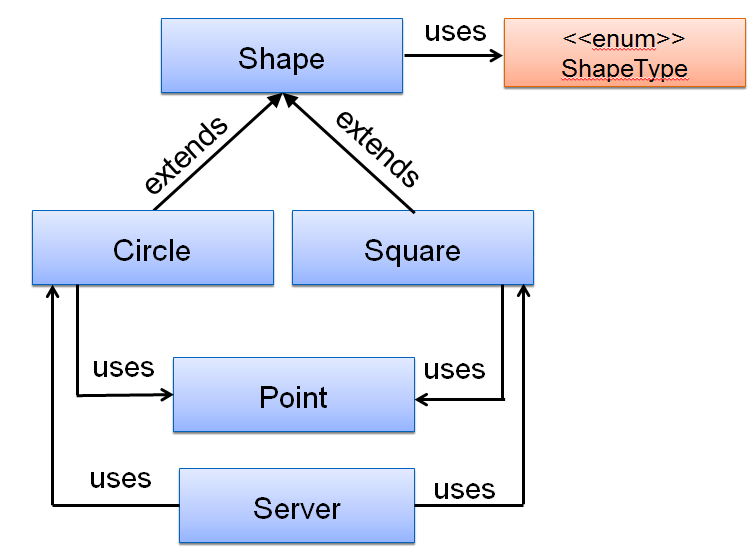 uses
Shape
<<enum>>
ShapeType
extends
extends
Circle
Square
uses
uses
Point
uses
uses
Server